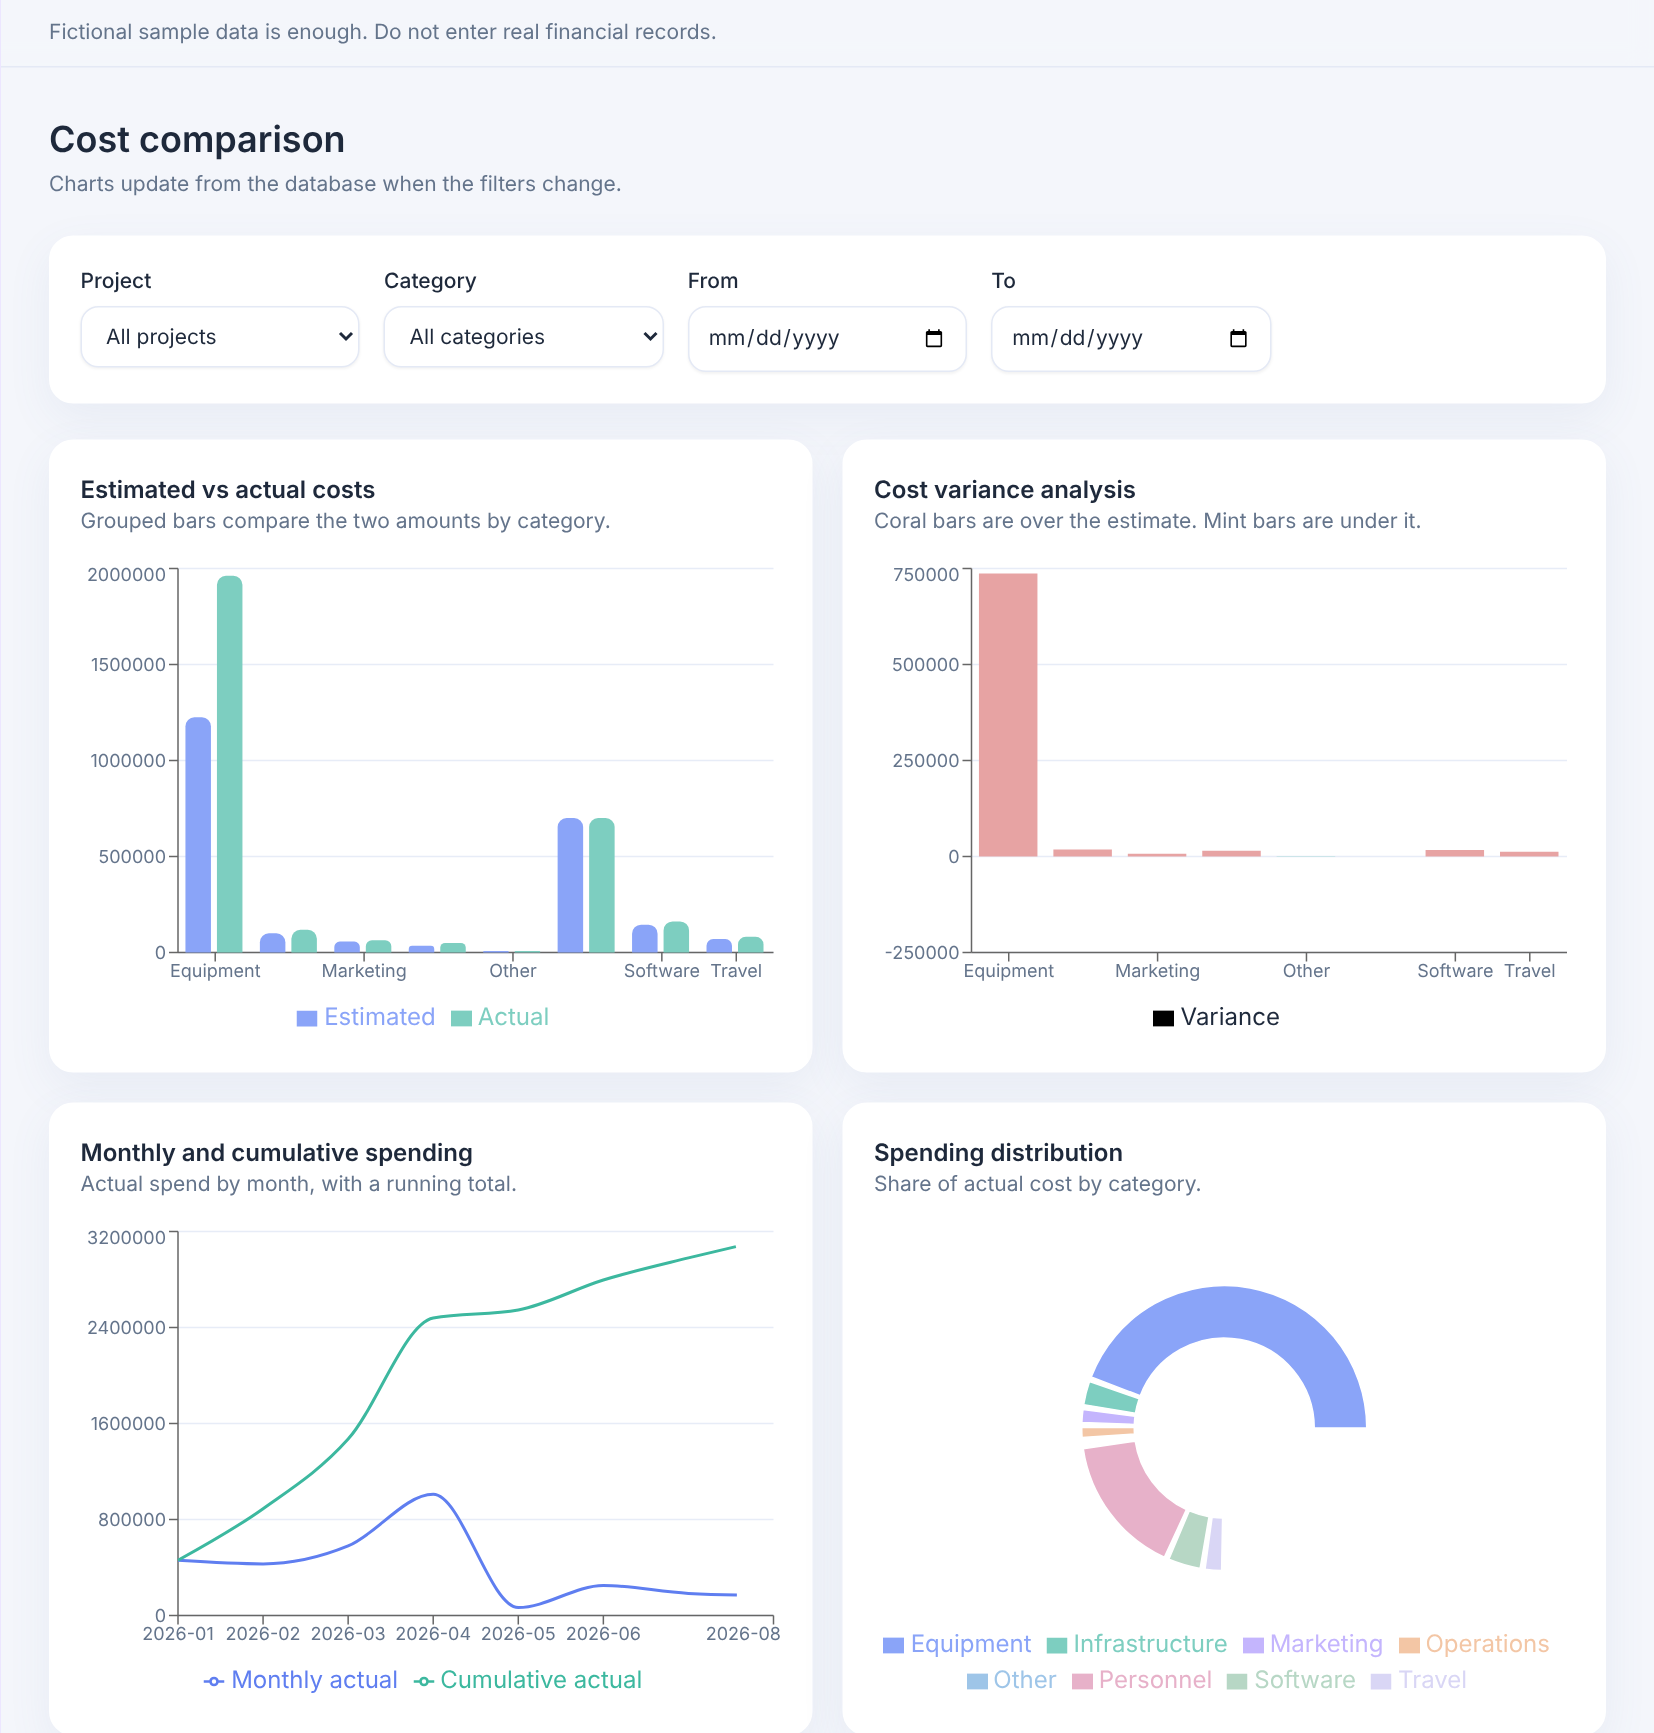 Fictional sample data is enough. Do not enter real financial records.
Cost comparison
Charts update from the database when the filters change.
Project Category From To
All projects All categories mm/dd/yyyy mm/dd/yyyy
Estimated vs actual costs
Grouped bars compare the two amounts by category.
2000000
1500000
1000000
500000
0
Equipment Marketing Other Software Travel
Estimated Actual
Cost variance analysis
Coral bars are over the estimate. Mint bars are under it.
750000
500000
250000
0
-250000
Equipment Marketing Other Software Travel
Variance
Monthly and cumulative spending
Actual spend by month, with a running total.
3200000
2400000
1600000
800000
0
2026-01 2026-02 2026-03 2026-04 2026-05 2026-06 2026-08
Monthly actual Cumulative actual
Spending distribution
Share of actual cost by category.
Equipment Infrastructure Marketing Operations
Other Personnel Software Travel